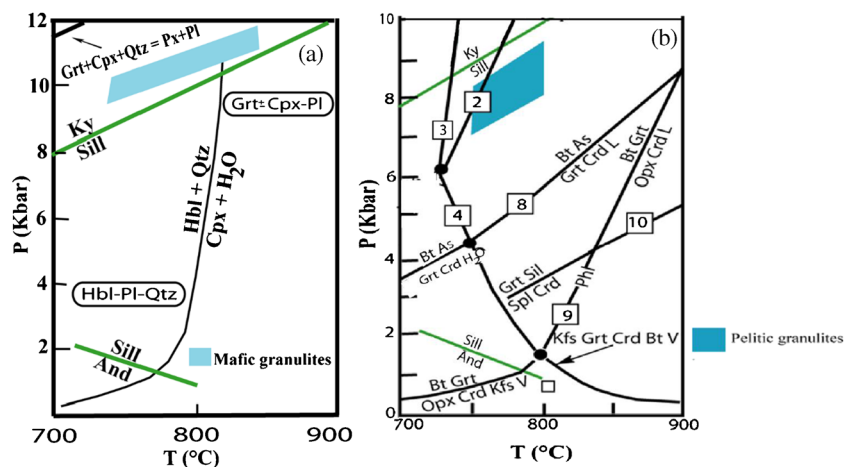 (a)
12
10
8
6
4
2
P (Kbar)
Grt+Cpx+Qtz = Px+Pl
Grt± Cpx-Pl
Ky
Sill
Hbl + Qtz
Cpx + H2O
Hbl-Pl-Qtz
Sill
And
Mafic granulites
700
800
900
T (°C)
(b)
10
8
6
4
2
0
P (Kbar)
Ky
Sill
2
3
4
Bt As
Grt Crd L
8
Bt Grt
Opx Crd L
10
Bt As
Grt Crd H2O
Grt Sil
Spl Crd
Phl
9
Kfs Grt Crd Bt V
Sill
And
Bt Grt
Opx Crd Kfs V
Pelitic granulites
700
800
900
T (°C)